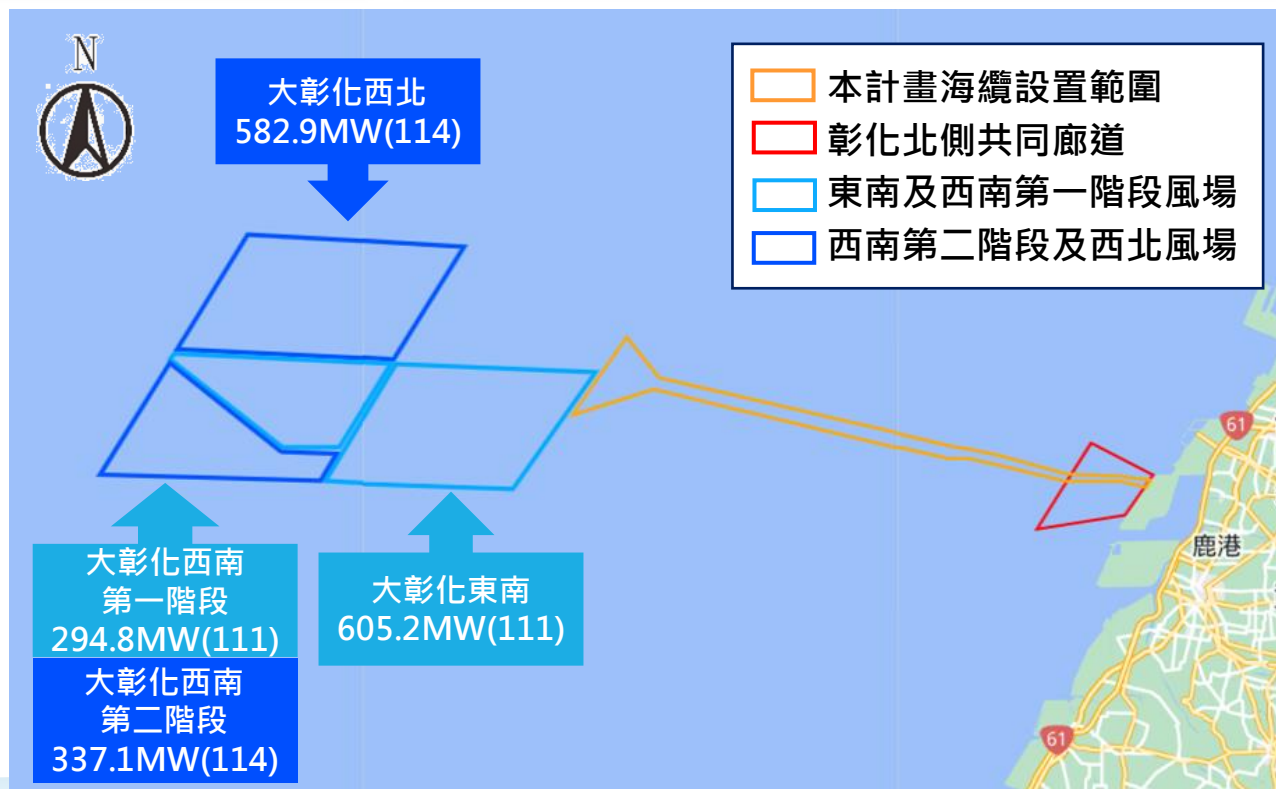 N
大彰化西北
582.9MW(114)
本計畫海纜設置範圍
彰化北側共同廊道
東南及西南第一階段風場
西南第二階段及西北風場
61
鹿港
大彰化西南
第一階段
294.8MW(111)
大彰化東南
605.2MW(111)
大彰化西南
第二階段
337.1MW(114)
61